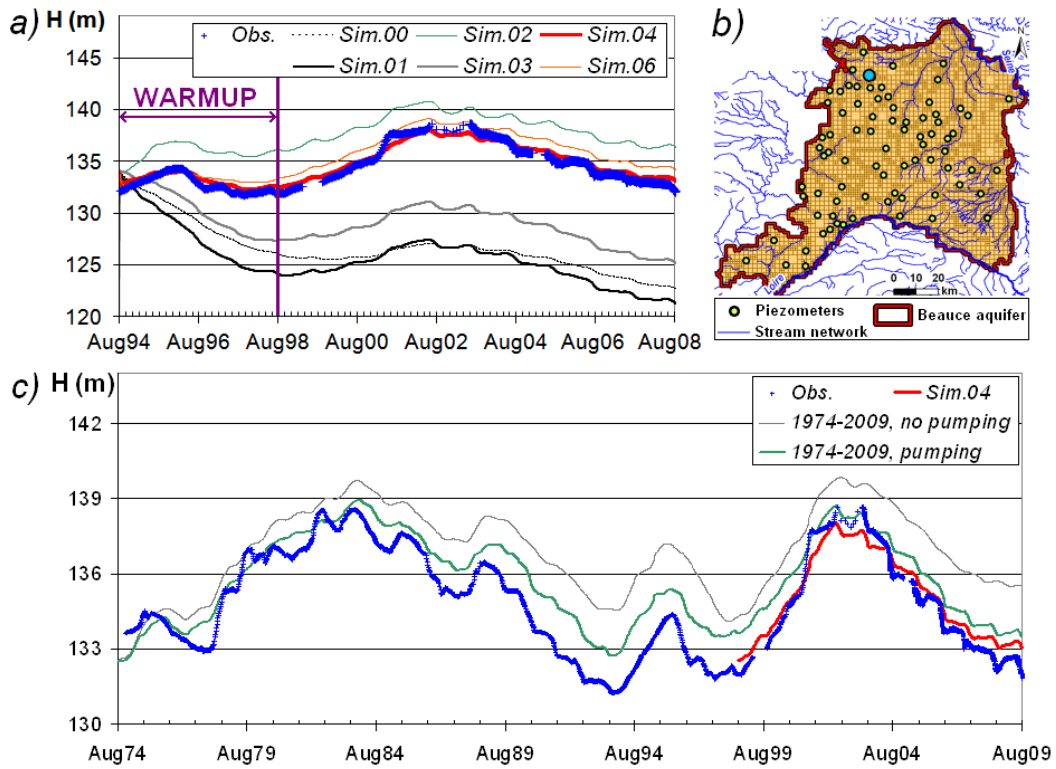 a) H (m)
Obs. Sim.00 Sim.02 Sim.04
Sim.01 Sim.03 Sim.06
145
WARMUP
140
135
130
125
120
Aug94 Aug96 Aug98 Aug00 Aug02 Aug04 Aug06 Aug08
b)
Seine
N
Loire
0 10 20
km
Piezometers Beauce aquifer
Stream network
c) H (m)
Obs. Sim.04
1974-2009, no pumping
1974-2009, pumping
142
139
136
133
130
Aug74 Aug79 Aug84 Aug89 Aug94 Aug99 Aug04 Aug09